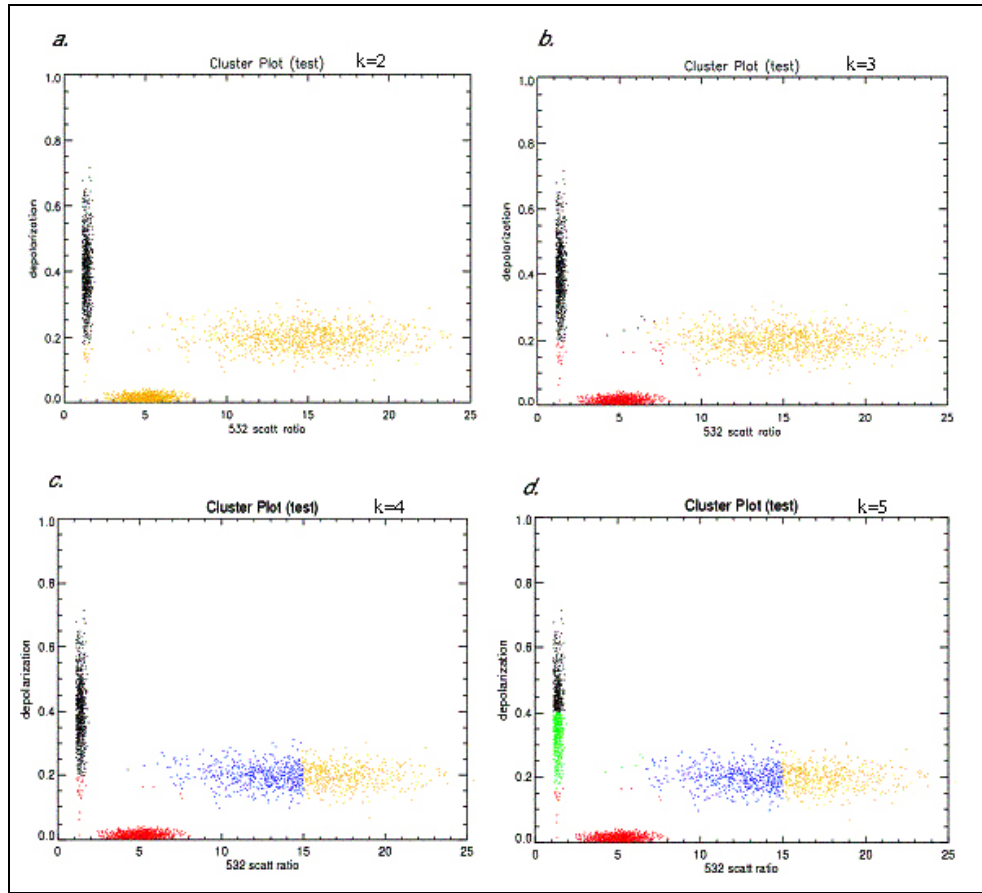 a.
Cluster Plot (test) k=2
1.0
0.8
0.6
0.4
0.2
0.0
depolarization
0 5 10 15 20 25
532 scatt ratio
b.
Cluster Plot (test) k=3
1.0
0.8
0.6
0.4
0.2
0.0
depolarization
0 5 10 15 20 25
532 scatt ratio
c.
Cluster Plot (test) k=4
1.0
0.8
0.6
0.4
0.2
0.0
depolarization
0 5 10 15 20 25
532 scatt ratio
d.
Cluster Plot (test) k=5
1.0
0.8
0.6
0.4
0.2
0.0
depolarization
0 5 10 15 20 25
532 scatt ratio